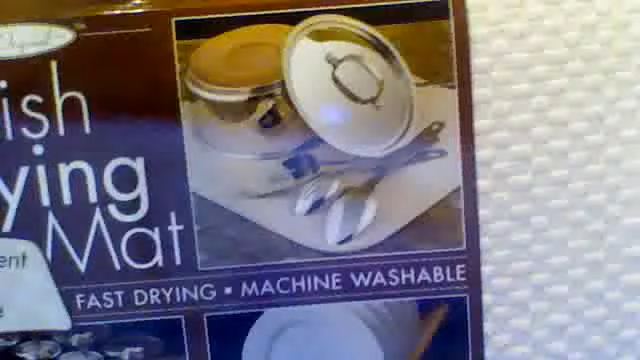 ish
ying
Mat
ent
e
FAST DRYING ▪ MACHINE WASHABLE